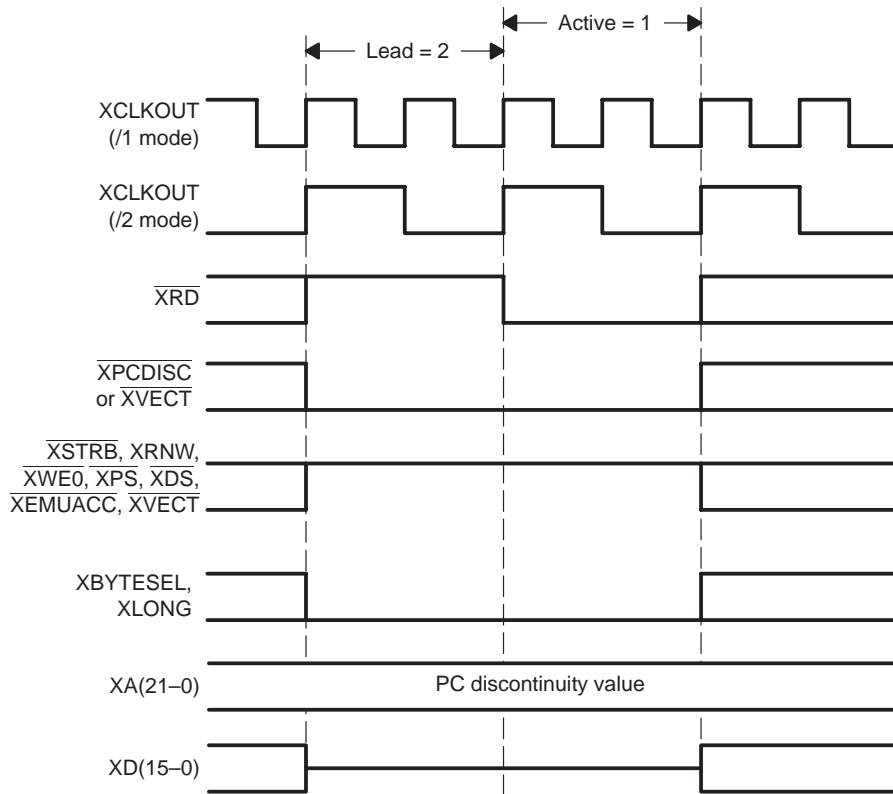 Active = 1
Lead = 2
XCLKOUT
(/1 mode)
XCLKOUT
(/2 mode)
XRD
XPCDISC
or XVECT
XSTRB, XRNW,
XWE0, XPS, XDS,
XEMUACC, XVECT
XBYTESEL,
XLONG
XA(21–0)
PC discontinuity value
XD(15–0)